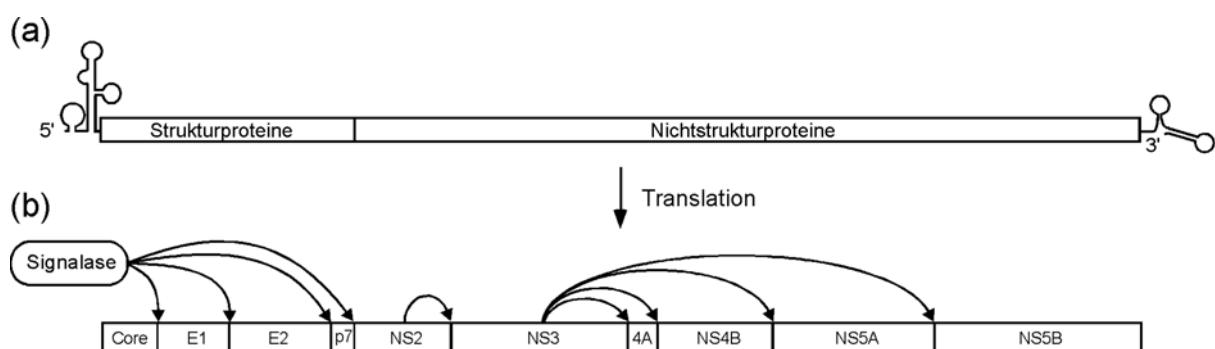 (a)
5'
Strukturproteine
Nichtstrukturproteine
3'
Translation
(b)
Signalase
Core
E1
E2
p7
NS2
NS3
4A
NS4B
NS5A
NS5B